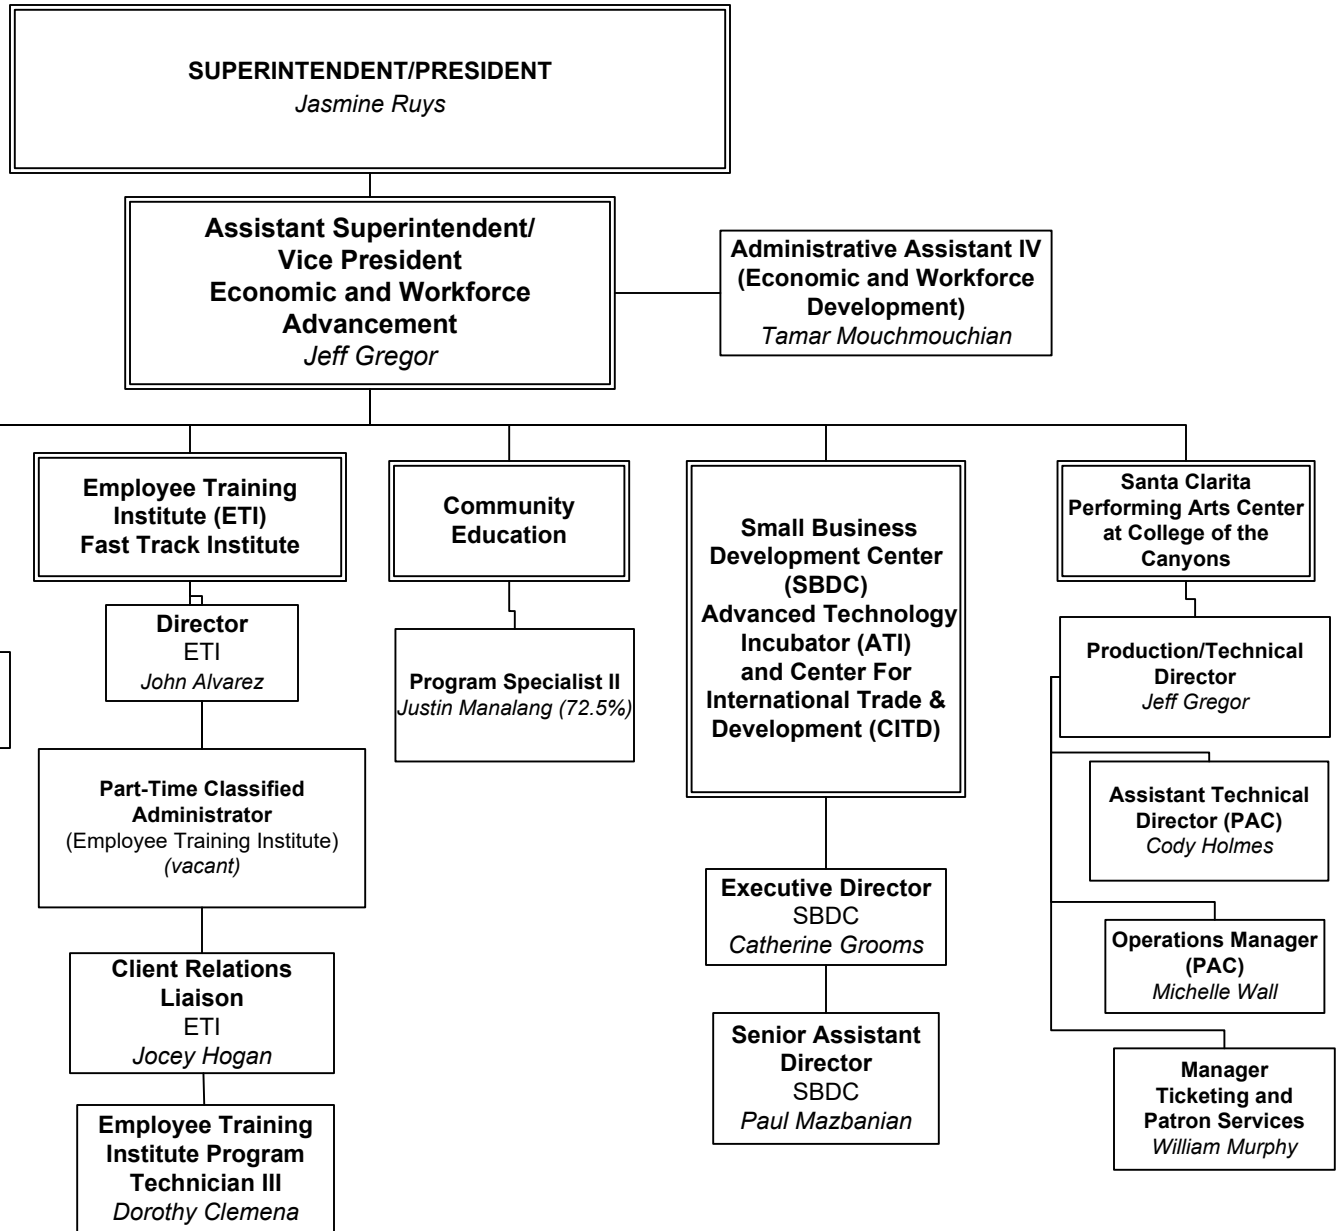 SUPERINTENDENT/PRESIDENT
Jasmine Ruys
Assistant Superintendent/
Vice President
Economic and Workforce
Advancement
Jeff Gregor
Administrative Assistant IV
(Economic and Workforce
Development)
Tamar Mouchmouchian
Employee Training
Institute (ETI)
Fast Track Institute
Director
ETI
John Alvarez
Part-Time Classified
Administrator
(Employee Training Institute)
(vacant)
Client Relations
Liaison
ETI
Jocey Hogan
Employee Training
Institute Program
Technician III
Dorothy Clemena
Community
Education
Program Specialist II
Justin Manalang (72.5%)
Small Business
Development Center
(SBDC)
Advanced Technology
Incubator (ATI)
and Center For
International Trade &
Development (CITD)
Executive Director
SBDC
Catherine Grooms
Senior Assistant
Director
SBDC
Paul Mazbanian
Santa Clarita
Performing Arts Center
at College of the
Canyons
Production/Technical
Director
Jeff Gregor
Assistant Technical
Director (PAC)
Cody Holmes
Operations Manager
(PAC)
Michelle Wall
Manager
Ticketing and
Patron Services
William Murphy